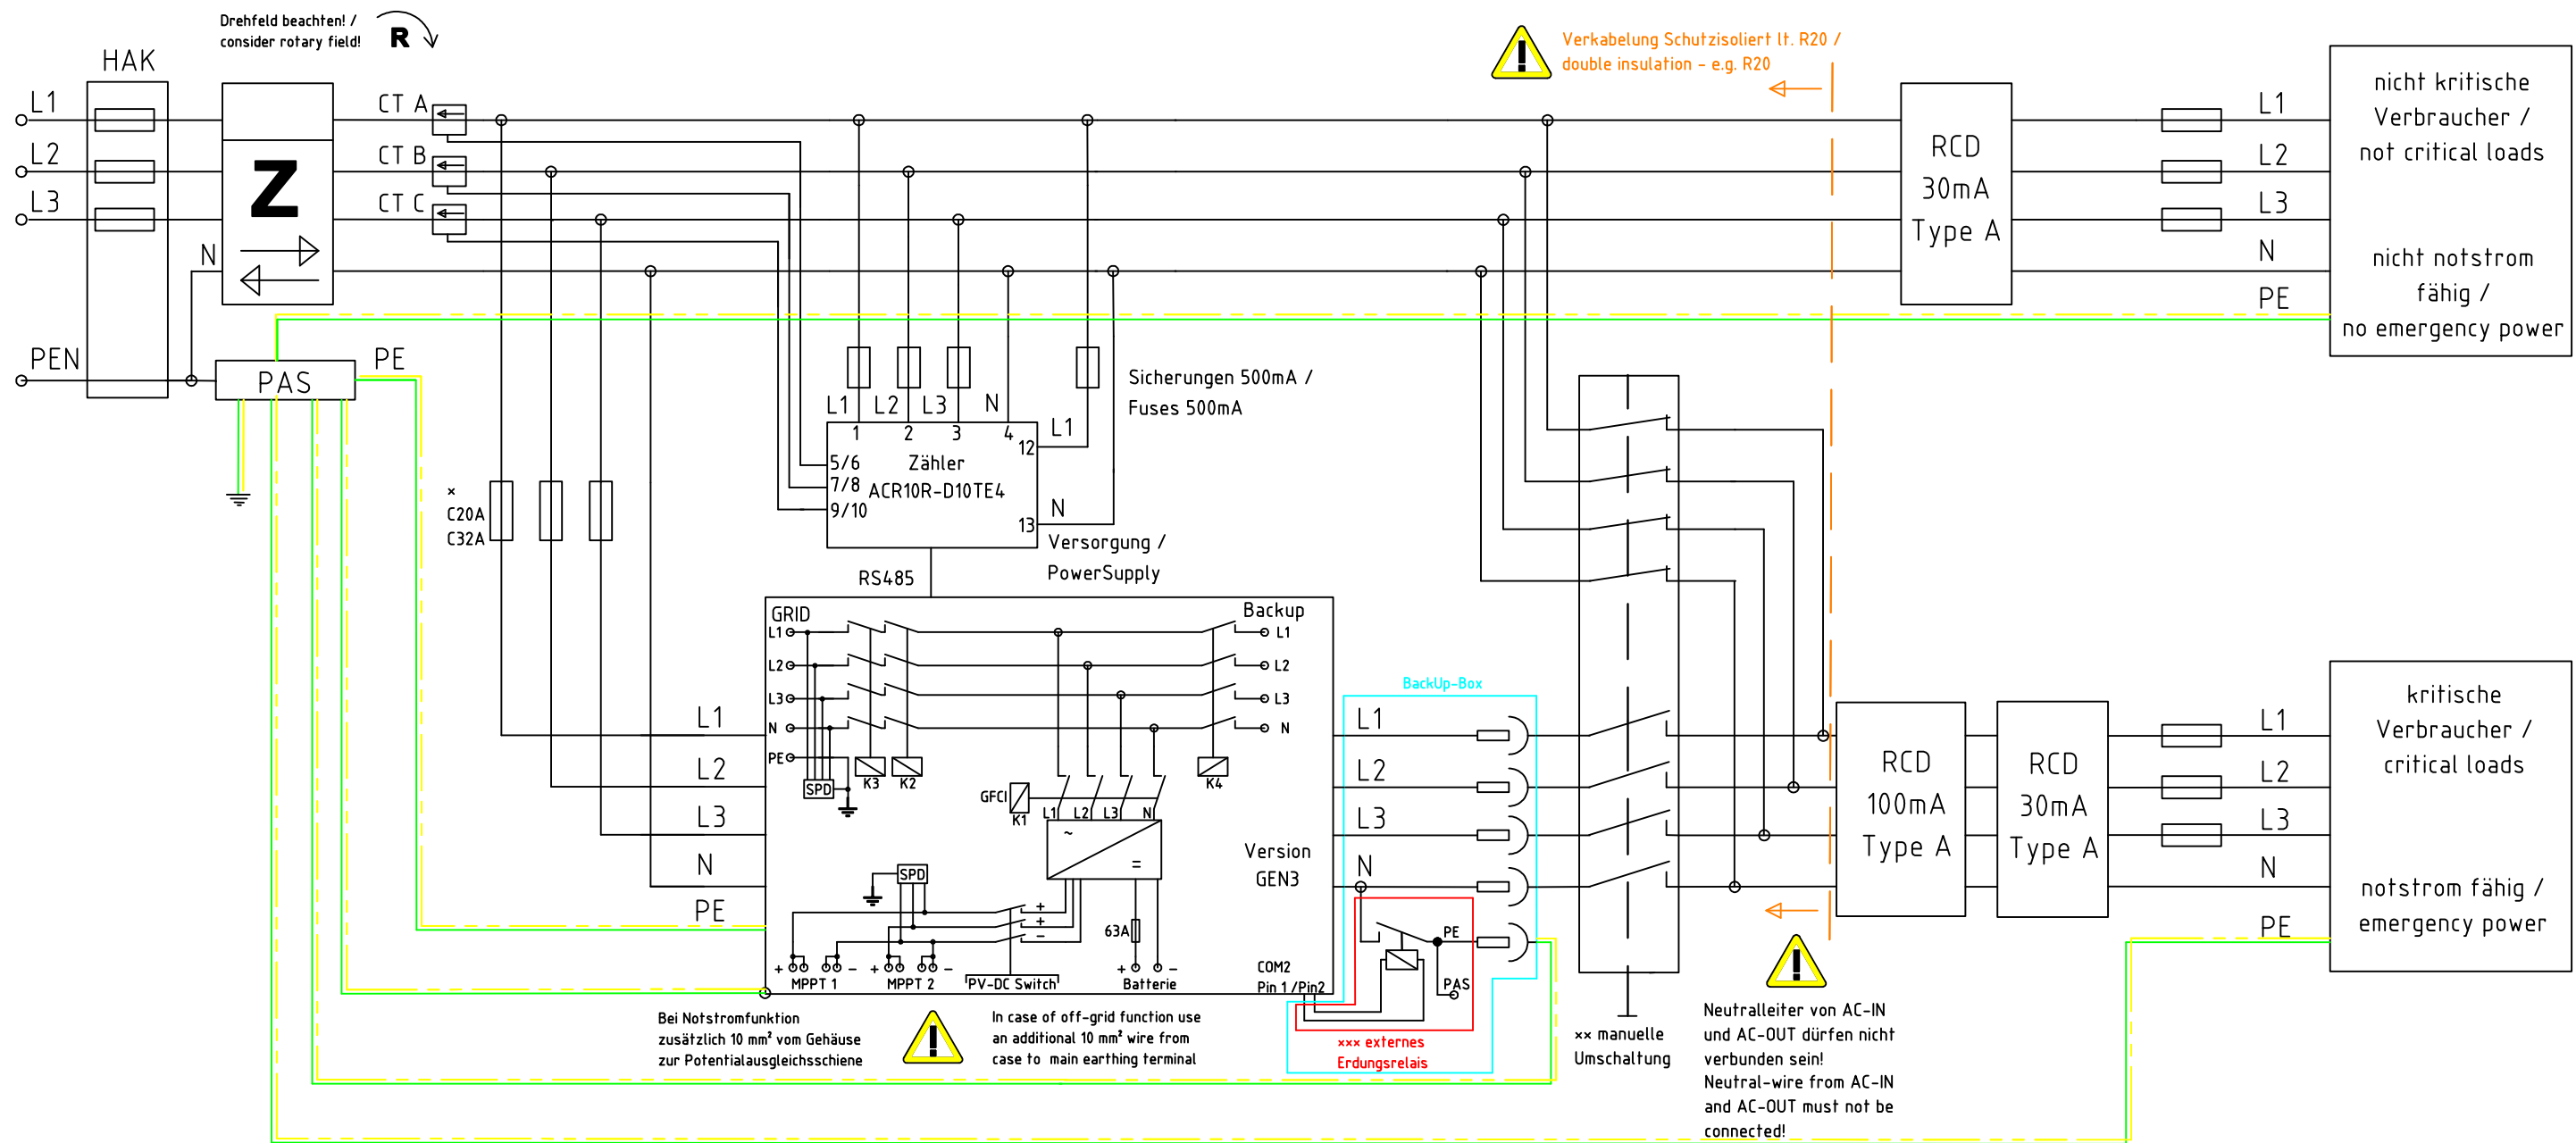 Drehfeld beachten! /
consider rotary field!
R
HAK
L1
L2
L3
N
PEN
Z
PAS
PE
CT A
CT B
CT C
Verkabelung Schutzisoliert lt. R20 /
double insulation - e.g. R20
RCD
30mA
Type A
L1
L2
L3
N
PE
nicht kritische
Verbraucher /
not critical loads
nicht notstrom
fähig /
no emergency power
Sicherungen 500mA /
Fuses 500mA
L1 L2 L3 N
1 2 3 4
L1
12
5/6
7/8
9/10
Zähler
ACR10R-D10TE4
N
13
Versorgung /
PowerSupply
RS485
×
C20A
C32A
L1
L2
L3
N
PE
GRID
L1
L2
L3
N
PE
SPD
K3
K2
Backup
L1
L2
L3
N
K4
GFCI
K1
L1 L2 L3 N
~
=
Version
GEN3
SPD
+
+
-
63A
+ -
MPPT 1
+ -
MPPT 2
PV-DC Switch
+ -
Batterie
COM2
Pin 1 /Pin2
BackUp-Box
L1
L2
L3
N
PE
PAS
××× externes
Erdungsrelais
Bei Notstromfunktion
zusätzlich 10 mm² vom Gehäuse
zur Potentialausgleichsschiene
In case of off-grid function use
an additional 10 mm² wire from
case to main earthing terminal
×× manuelle
Umschaltung
Neutralleiter von AC-IN
und AC-OUT dürfen nicht
verbunden sein!
Neutral-wire from AC-IN
and AC-OUT must not be
connected!
RCD
100mA
Type A
RCD
30mA
Type A
L1
L2
L3
N
PE
kritische
Verbraucher /
critical loads
notstrom fähig /
emergency power